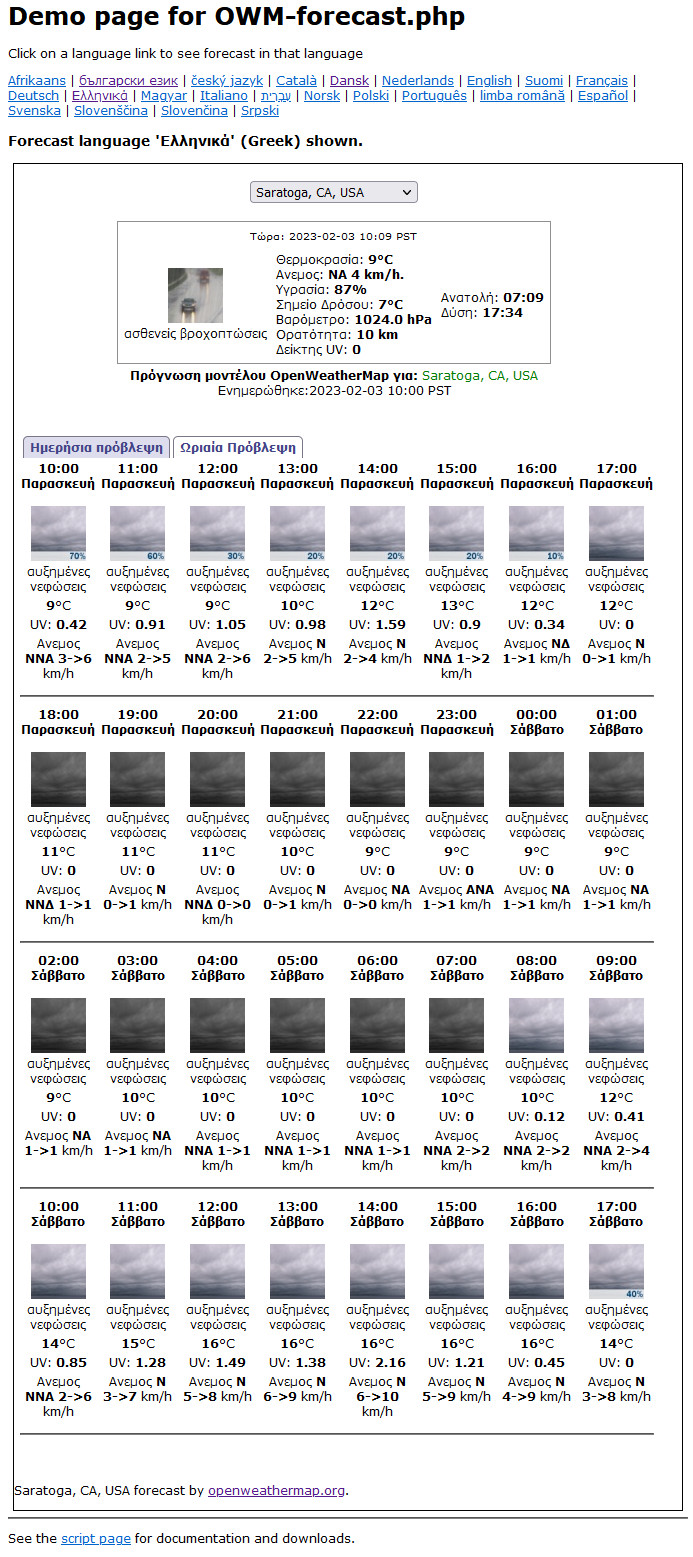 Demo page for OWM-forecast.php
Click on a language link to see forecast in that language
Afrikaans | български език | český jazyk | Català | Dansk | Nederlands | English | Suomi | Français |
Deutsch | Ελληνικά | Magyar | Italiano | עִבְרִית | Norsk | Polski | Português | limba română | Español |
Svenska | Slovenščina | Slovenčina | Srpski
Forecast language 'Ελληνικά' (Greek) shown.
Saratoga, CA, USA
Τώρα: 2023-02-03 10:09 PST
ασθενείς βροχοπτώσεις
Θερμοκρασία: 9°C
Ανεμος: ΝΑ 4 km/h.
Υγρασία: 87%
Σημείο Δρόσου: 7°C
Βαρόμετρο: 1024.0 hPa
Ορατότητα: 10 km
Δείκτης UV: 0
Ανατολή: 07:09
Δύση: 17:34
Πρόγνωση μοντέλου OpenWeatherMap για: Saratoga, CA, USA
Ενημερώθηκε:2023-02-03 10:00 PST
Ημερήσια πρόβλεψη Ωριαία Πρόβλεψη
10:00 11:00 12:00 13:00 14:00 15:00 16:00 17:00
Παρασκευή Παρασκευή Παρασκευή Παρασκευή Παρασκευή Παρασκευή Παρασκευή Παρασκευή
70% 60% 30% 20% 20% 20% 10%
αυξημένες αυξημένες αυξημένες αυξημένες αυξημένες αυξημένες αυξημένες αυξημένες
νεφώσεις νεφώσεις νεφώσεις νεφώσεις νεφώσεις νεφώσεις νεφώσεις νεφώσεις
9°C 9°C 9°C 10°C 12°C 13°C 12°C 12°C
UV: 0.42 UV: 0.91 UV: 1.05 UV: 0.98 UV: 1.59 UV: 0.9 UV: 0.34 UV: 0
Ανεμος Ανεμος Ανεμος Ανεμος Ν Ανεμος Ν Ανεμος Ανεμος ΝΔ Ανεμος Ν
ΝΝΑ 3->6 ΝΝΑ 2->5 ΝΝΑ 2->6 2->5 km/h 2->4 km/h ΝΝΔ 1->2 1->1 km/h 0->1 km/h
km/h km/h km/h km/h
18:00 19:00 20:00 21:00 22:00 23:00 00:00 01:00
Παρασκευή Παρασκευή Παρασκευή Παρασκευή Παρασκευή Παρασκευή Σάββατο Σάββατο
αυξημένες αυξημένες αυξημένες αυξημένες αυξημένες αυξημένες αυξημένες αυξημένες
νεφώσεις νεφώσεις νεφώσεις νεφώσεις νεφώσεις νεφώσεις νεφώσεις νεφώσεις
11°C 11°C 11°C 10°C 9°C 9°C 9°C 9°C
UV: 0 UV: 0 UV: 0 UV: 0 UV: 0 UV: 0 UV: 0 UV: 0
Ανεμος Ανεμος Ν Ανεμος Ανεμος Ν Ανεμος ΝΑ Ανεμος ΑΝΑ Ανεμος ΝΑ Ανεμος ΝΑ
ΝΝΔ 1->1 0->1 km/h ΝΝΔ 0->0 0->1 km/h 0->0 km/h 1->1 km/h 1->1 km/h 1->1 km/h
km/h km/h
02:00 03:00 04:00 05:00 06:00 07:00 08:00 09:00
Σάββατο Σάββατο Σάββατο Σάββατο Σάββατο Σάββατο Σάββατο Σάββατο
αυξημένες αυξημένες αυξημένες αυξημένες αυξημένες αυξημένες αυξημένες αυξημένες
νεφώσεις νεφώσεις νεφώσεις νεφώσεις νεφώσεις νεφώσεις νεφώσεις νεφώσεις
9°C 10°C 10°C 10°C 10°C 10°C 10°C 12°C
UV: 0 UV: 0 UV: 0 UV: 0 UV: 0 UV: 0 UV: 0.12 UV: 0.41
Ανεμος ΝΑ Ανεμος ΝΑ Ανεμος Ανεμος Ανεμος Ανεμος Ανεμος Ανεμος
1->1 km/h 1->1 km/h ΝΝΑ 1->1 ΝΝΑ 1->1 ΝΝΑ 1->1 ΝΝΑ 2->2 ΝΝΑ 2->2 ΝΝΑ 2->4
km/h km/h km/h km/h km/h km/h
10:00 11:00 12:00 13:00 14:00 15:00 16:00 17:00
Σάββατο Σάββατο Σάββατο Σάββατο Σάββατο Σάββατο Σάββατο Σάββατο
40%
αυξημένες αυξημένες αυξημένες αυξημένες αυξημένες αυξημένες αυξημένες αυξημένες
νεφώσεις νεφώσεις νεφώσεις νεφώσεις νεφώσεις νεφώσεις νεφώσεις νεφώσεις
14°C 15°C 16°C 16°C 16°C 16°C 16°C 14°C
UV: 0.85 UV: 1.28 UV: 1.49 UV: 1.38 UV: 2.16 UV: 1.21 UV: 0.45 UV: 0
Ανεμος Ανεμος Ν Ανεμος Ν Ανεμος Ν Ανεμος Ν Ανεμος Ν Ανεμος Ν Ανεμος Ν
ΝΝΑ 2->6 3->7 km/h 5->8 km/h 6->9 km/h 6->10 5->9 km/h 4->9 km/h 3->8 km/h
km/h km/h
Saratoga, CA, USA forecast by openweathermap.org.
See the script page for documentation and downloads.